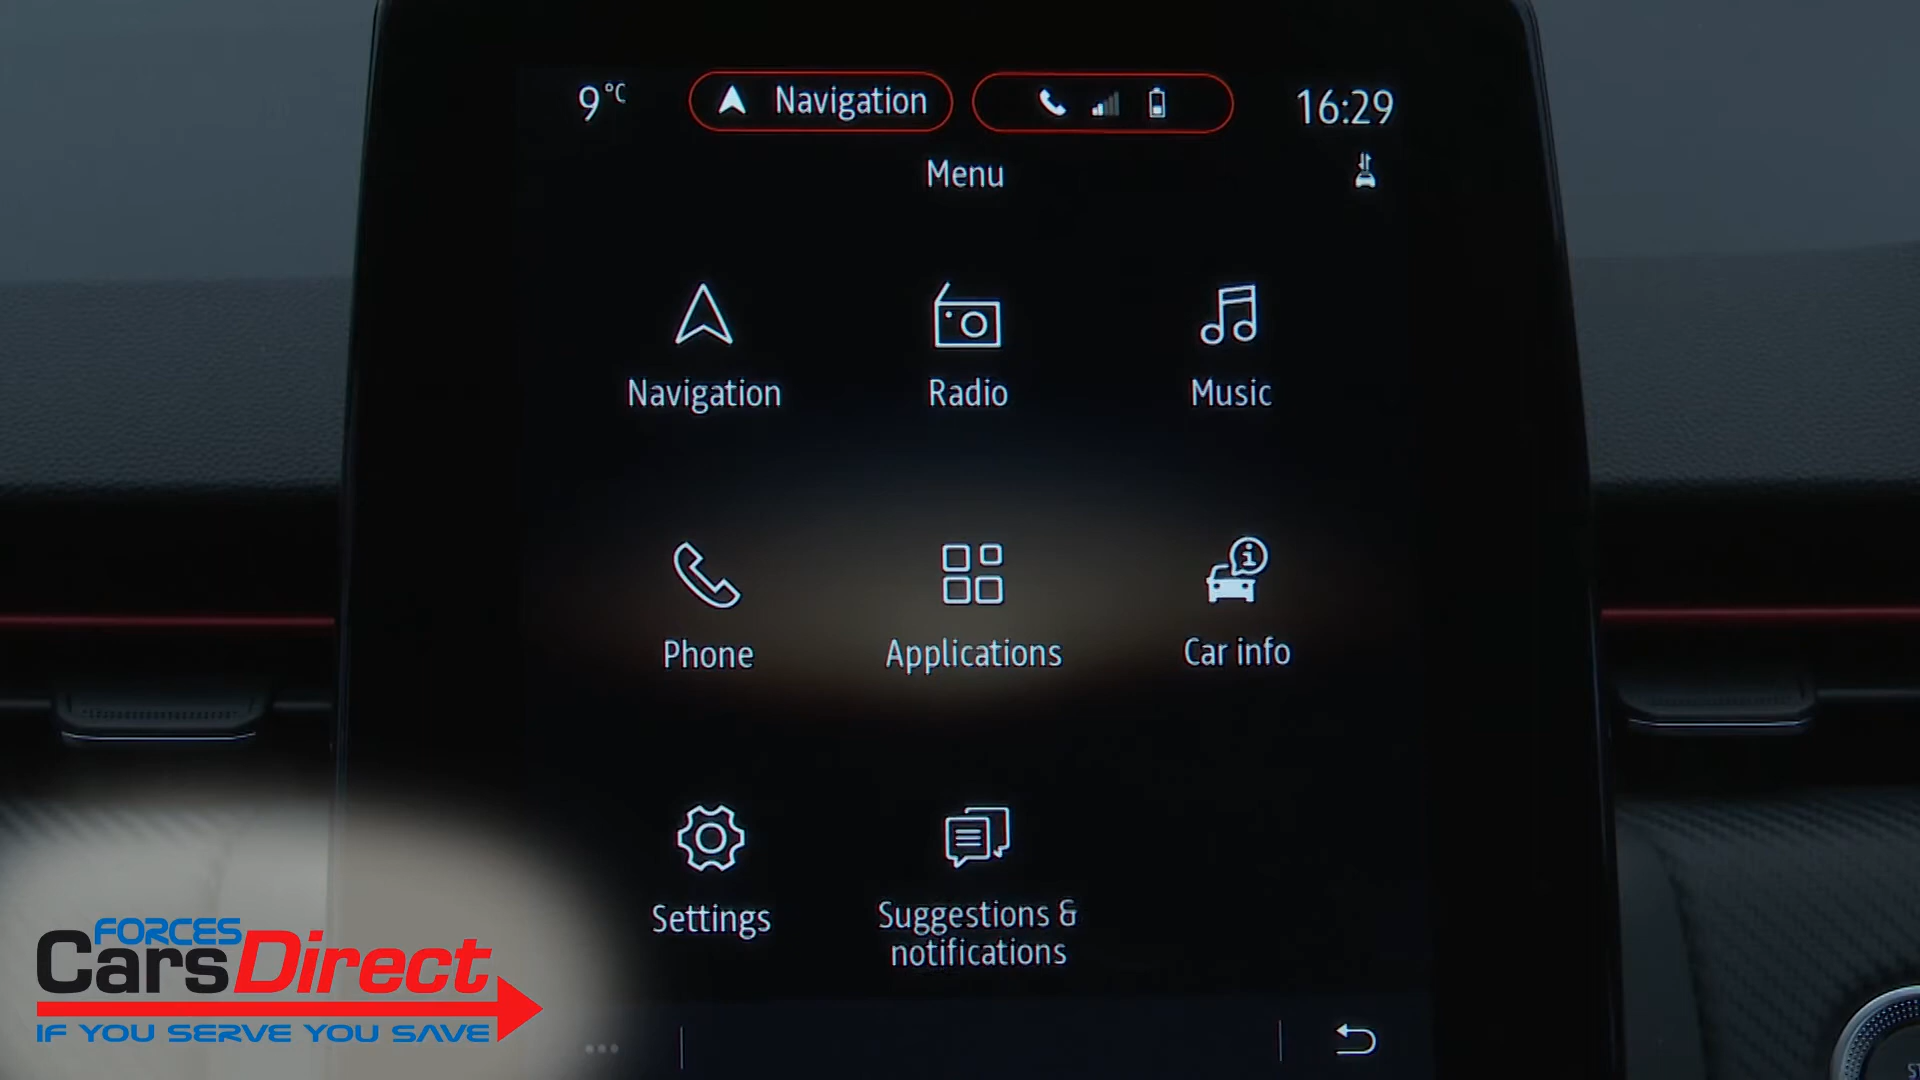 9°C
Navigation
16:29
Menu
Navigation
Radio
Music
Phone
Applications
Car info
Settings
Suggestions &
notifications
FORCES
CarsDirect
IF YOU SERVE YOU SAVE